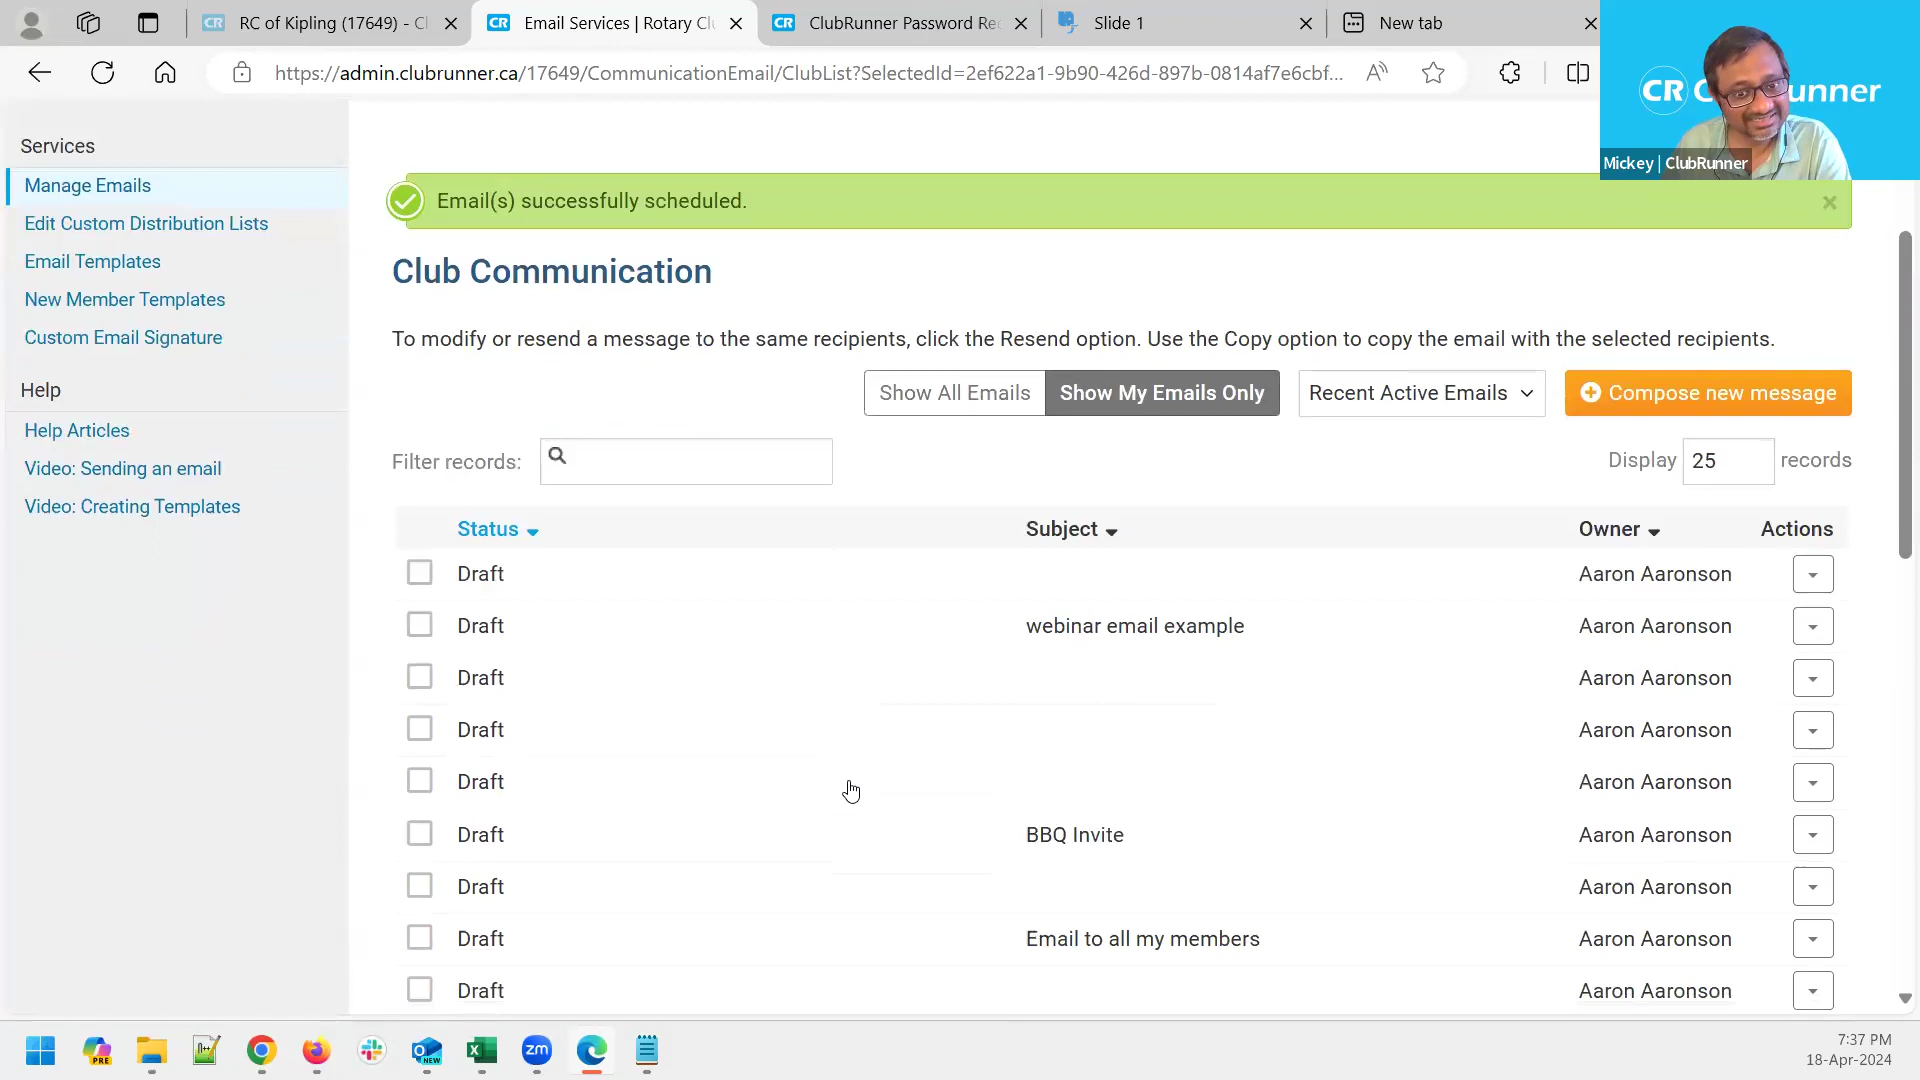 RC of Kipling (17649) - Cl
Email Services | Rotary Clu
ClubRunner Password Re
Slide 1
New tab
https://admin.clubrunner.ca/17649/CommunicationEmail/ClubList?SelectedId=2ef622a1-9b90-426d-897b-0814af7e6cbf...
CR C unner
Mickey | ClubRunner
Services
Manage Emails
Edit Custom Distribution Lists
Email Templates
New Member Templates
Custom Email Signature
Help
Help Articles
Video: Sending an email
Video: Creating Templates
Email(s) successfully scheduled.
Club Communication
To modify or resend a message to the same recipients, click the Resend option. Use the Copy option to copy the email with the selected recipients.
Show All Emails Show My Emails Only Recent Active Emails Compose new message
Filter records: Display 25 records
Status Subject Owner Actions
Draft Aaron Aaronson
Draft webinar email example Aaron Aaronson
Draft Aaron Aaronson
Draft Aaron Aaronson
Draft Aaron Aaronson
Draft BBQ Invite Aaron Aaronson
Draft Aaron Aaronson
Draft Email to all my members Aaron Aaronson
Draft Aaron Aaronson
PRE
NEW
zm
7:37 PM
18-Apr-2024